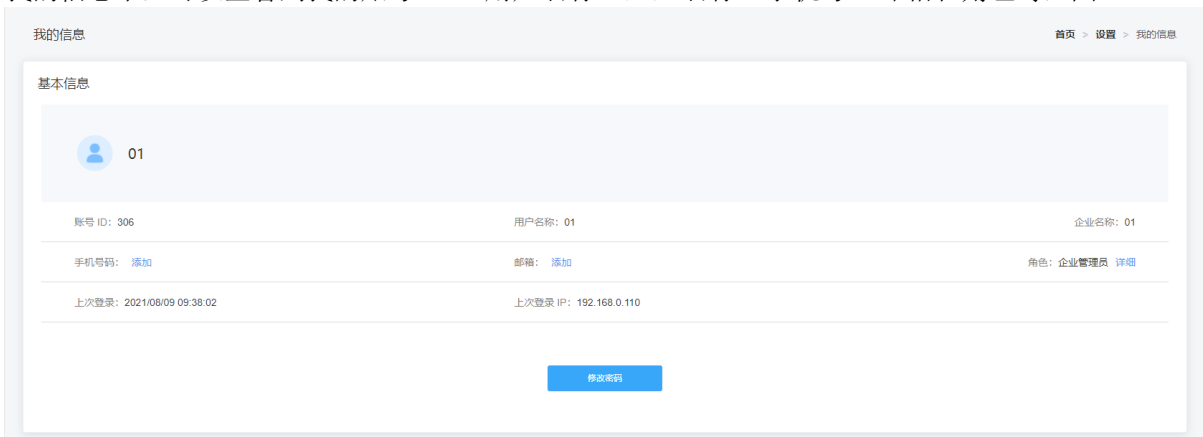 我的信息
首页 > 设置 > 我的信息
基本信息
01
账号 ID：306
用户名称：01
企业名称：01
手机号码： 添加
邮箱： 添加
角色：企业管理员 详细
上次登录：2021/08/09 09:38:02
上次登录 IP：192.168.0.110
修改密码